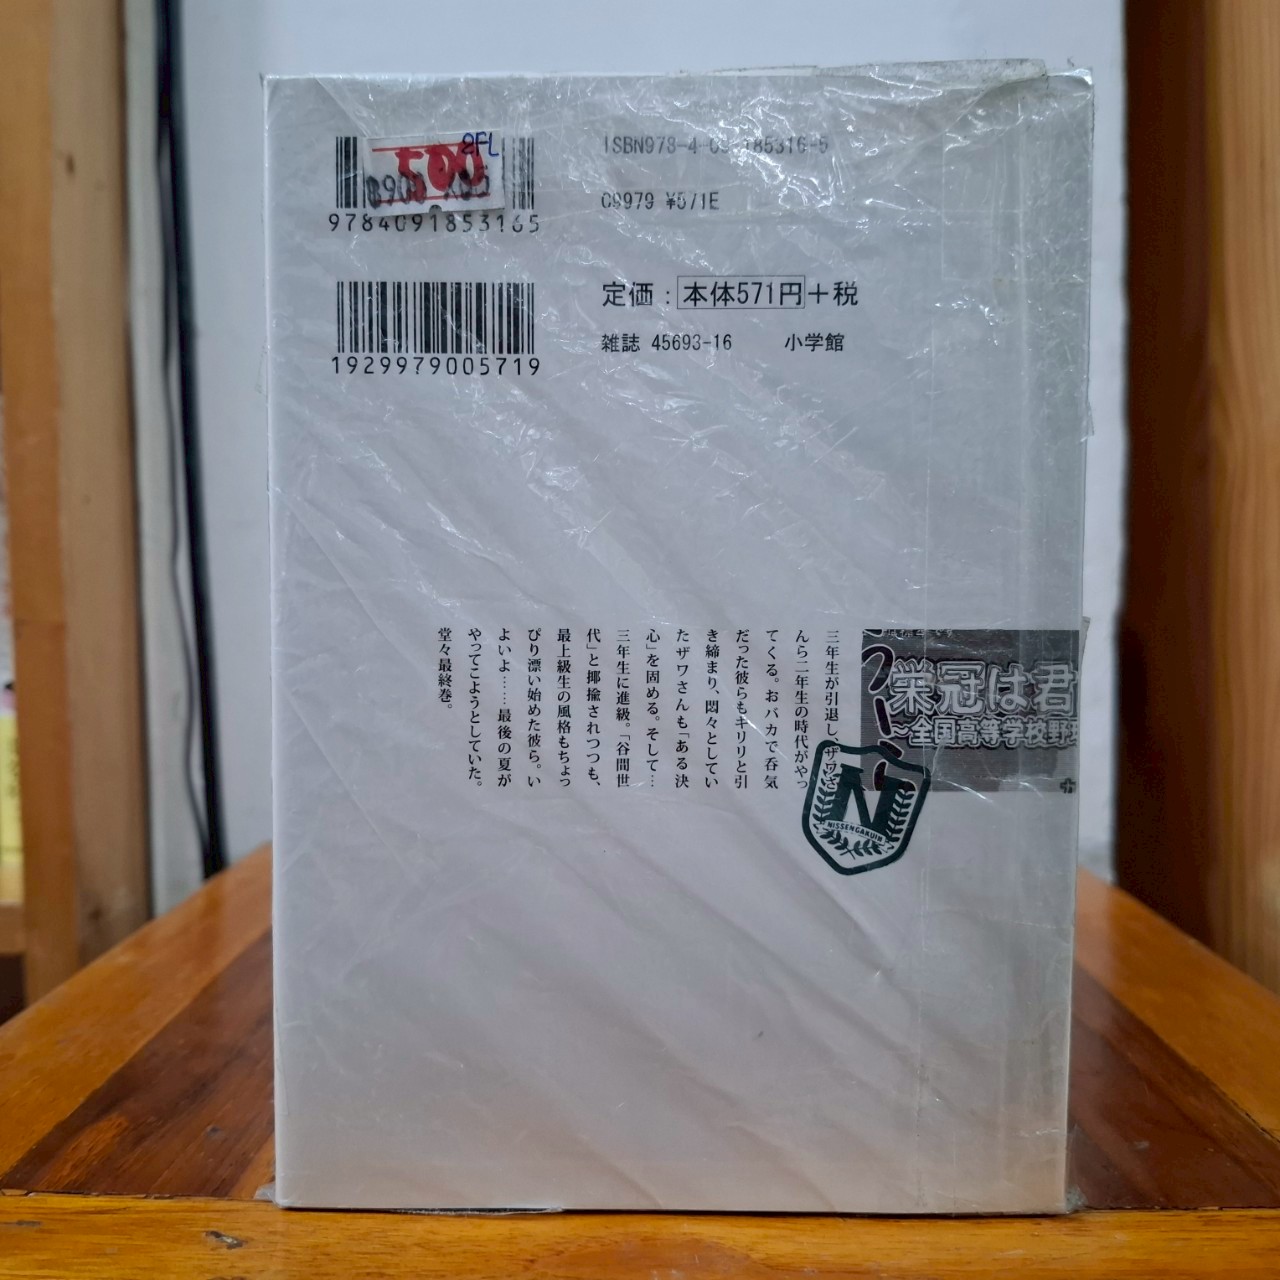 2FL
500
9784091853165
ISBN978-4-09-185316-5
C9979 ¥571E
1929979005719
定価：本体571円＋税
雑誌 45693-16 小学館
三年生が引退し、ザワさ
んら二年生の時代がやっ
てくる。おバカで呑気
だった彼らもキリリと引
き締まり、悶々としてい
たザワさんも「ある決
心」を固める。そして…
三年生に進級。「谷間世
代」と揶揄されつつも、
最上級生の風格もちょっ
ぴり漂い始めた彼ら。い
よいよ……最後の夏が
やってこようとしていた。
堂々最終巻。
栄冠は君
～全国高等学校野球
N
NISSENGAKUIN